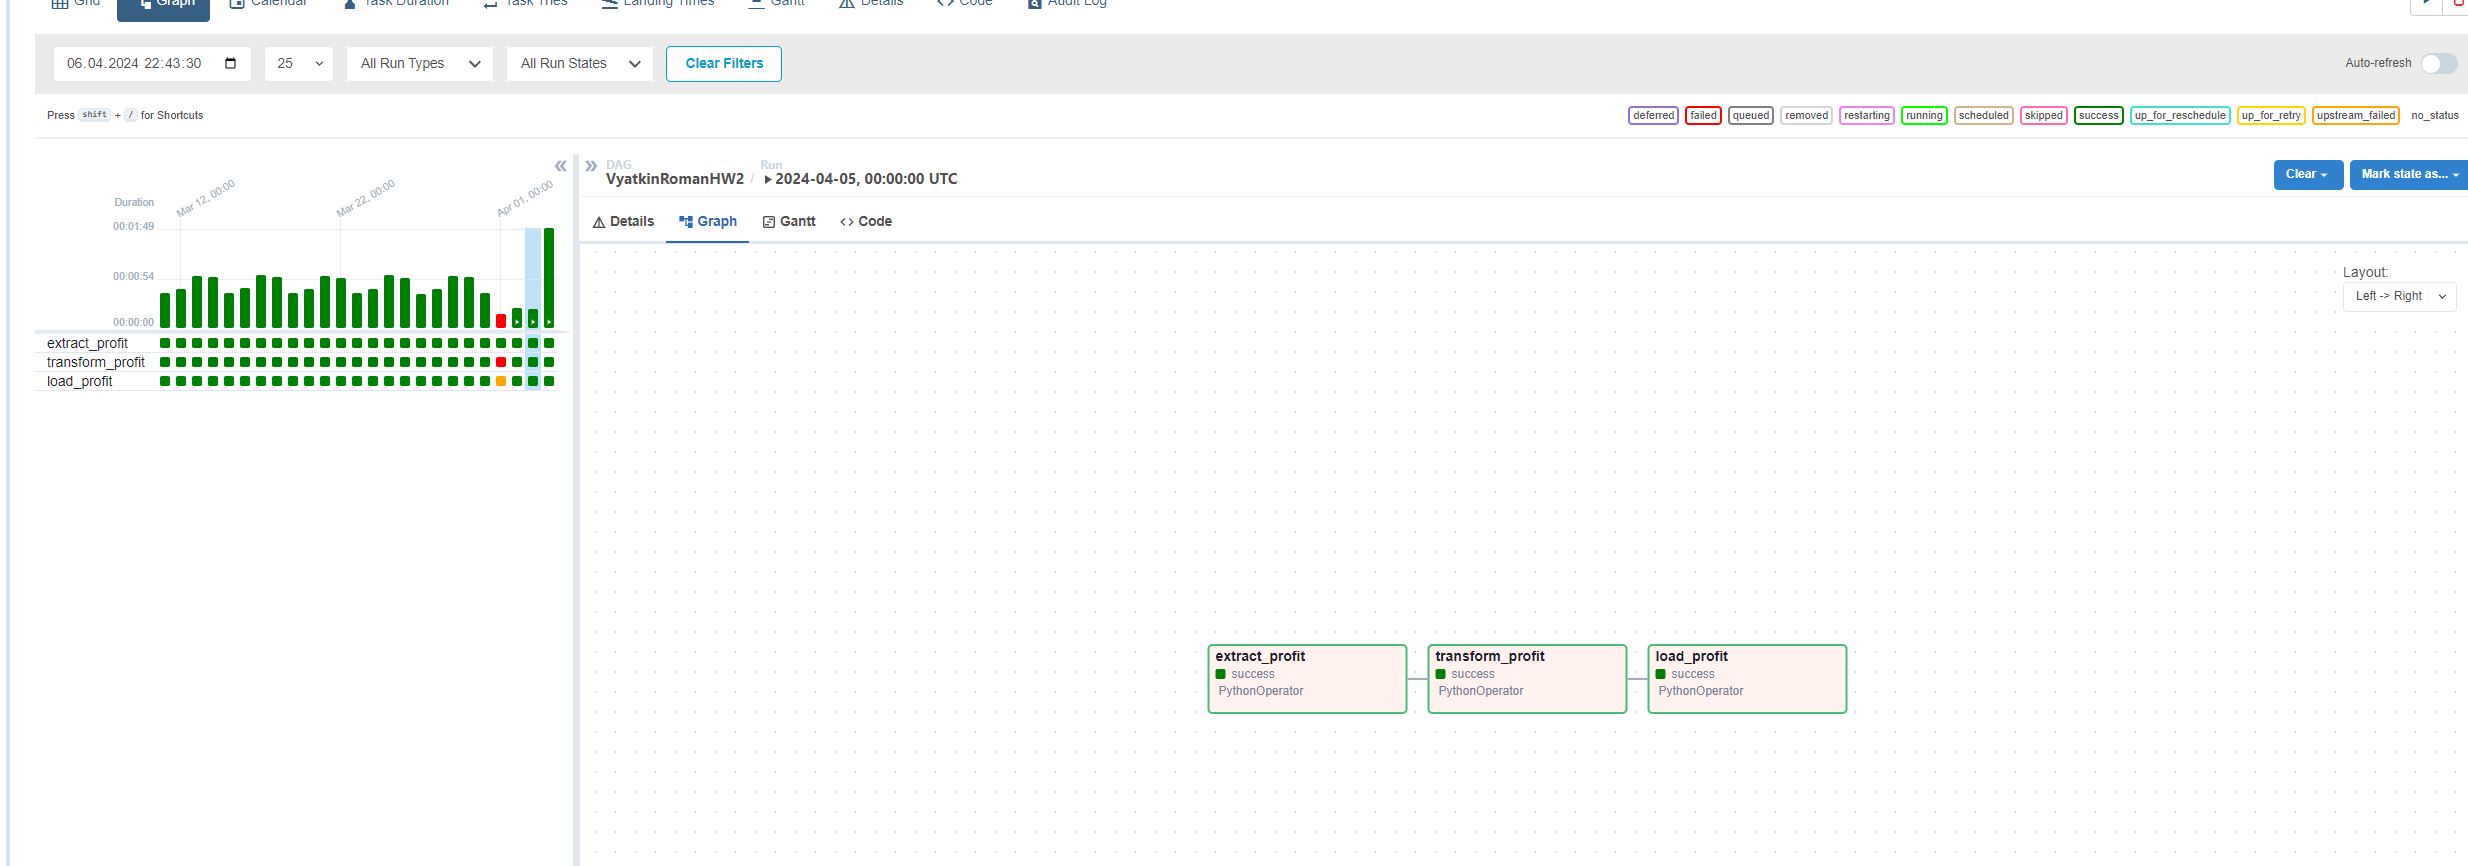 Grid Graph Calendar Task Duration Task Tries Landing Times Gantt Details Code Audit Log
06.04.2024 22:43:30 25 All Run Types All Run States Clear Filters Auto-refresh
Press shift + / for Shortcuts deferred failed queued removed restarting running scheduled skipped success up_for_reschedule up_for_retry upstream_failed no_status
Mar 12, 00:00 Mar 22, 00:00 Apr 01, 00:00
Duration
00:01:49
00:00:54
00:00:00
extract_profit
transform_profit
load_profit
DAG Run
VyatkinRomanHW2 / 2024-04-05, 00:00:00 UTC
Clear Mark state as...
Details Graph Gantt Code
Layout:
Left -> Right
extract_profit
success
PythonOperator
transform_profit
success
PythonOperator
load_profit
success
PythonOperator